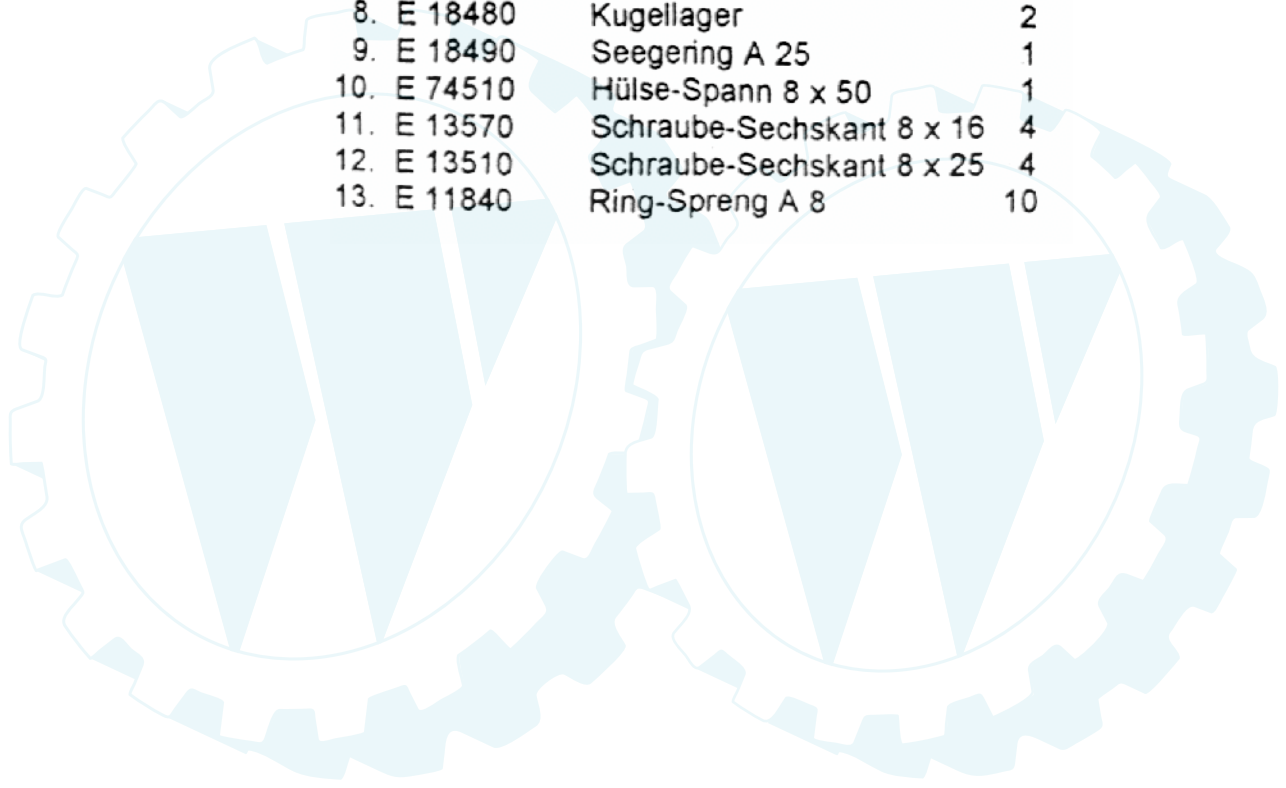 8. E 18480 Kugellager 2
9. E 18490 Seegering A 25 1
10. E 74510 Hülse-Spann 8 x 50 1
11. E 13570 Schraube-Sechskant 8 x 16 4
12. E 13510 Schraube-Sechskant 8 x 25 4
13. E 11840 Ring-Spreng A 8 10